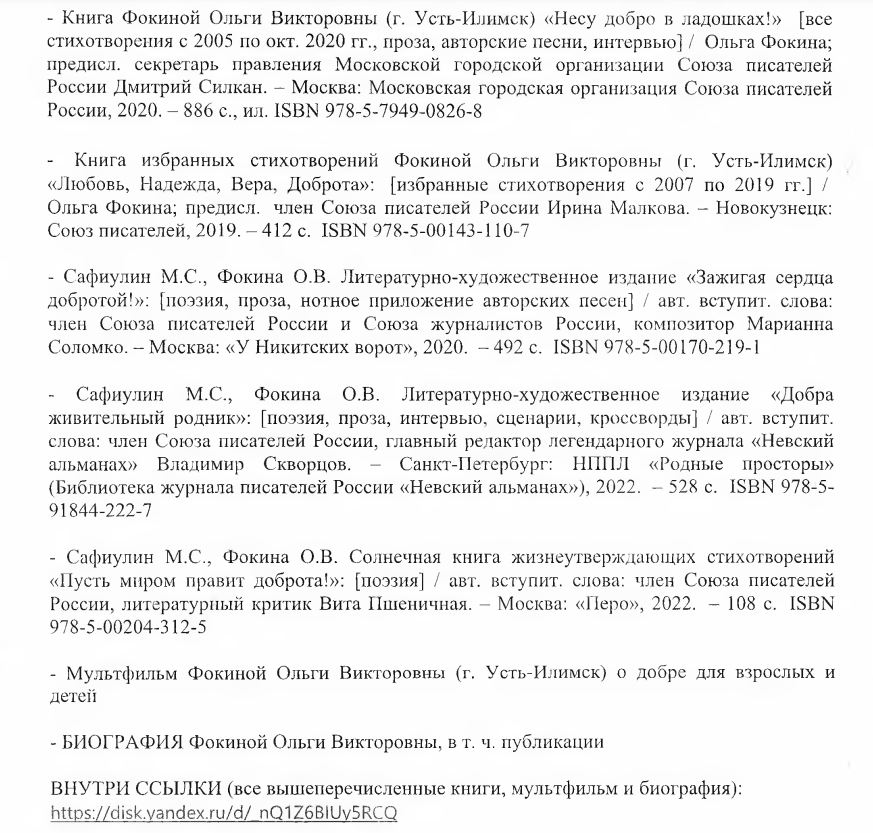 - Книга Фокиной Ольги Викторовны (г. Усть-Илимск) «Несу добро в ладошках!» [все
стихотворения с 2005 по окт. 2020 гг., проза, авторские песни, интервью] / Ольга Фокина;
предисл. секретарь правления Московской городской организации Союза писателей
России Дмитрий Силкан. – Москва: Московская городская организация Союза писателей
России, 2020. – 886 с., ил. ISBN 978-5-7949-0826-8
- Книга избранных стихотворений Фокиной Ольги Викторовны (г. Усть-Илимск)
«Любовь, Надежда, Вера, Доброта»: [избранные стихотворения с 2007 по 2019 гг.] /
Ольга Фокина; предисл. член Союза писателей России Ирина Малкова. – Новокузнецк:
Союз писателей, 2019. – 412 с. ISBN 978-5-00143-110-7
- Сафиулин М.С., Фокина О.В. Литературно-художественное издание «Зажигая сердца
добротой!»: [поэзия, проза, нотное приложение авторских песен] / авт. вступит. слова:
член Союза писателей России и Союза журналистов России, композитор Марианна
Соломко. – Москва: «У Никитских ворот», 2020. – 492 с. ISBN 978-5-00170-219-1
- Сафиулин М.С., Фокина О.В. Литературно-художественное издание «Добра
живительный родник»: [поэзия, проза, интервью, сценарии, кроссворды] / авт. вступит.
слова: член Союза писателей России, главный редактор легендарного журнала «Невский
альманах» Владимир Скворцов. – Санкт-Петербург: НППЛ «Родные просторы»
(Библиотека журнала писателей России «Невский альманах»), 2022. – 528 с. ISBN 978-5-
91844-222-7
- Сафиулин М.С., Фокина О.В. Солнечная книга жизнеутверждающих стихотворений
«Пусть миром правит доброта!»: [поэзия] / авт. вступит. слова: член Союза писателей
России, литературный критик Вита Пшеничная. – Москва: «Перо», 2022. – 108 с. ISBN
978-5-00204-312-5
- Мультфильм Фокиной Ольги Викторовны (г. Усть-Илимск) о добре для взрослых и
детей
- БИОГРАФИЯ Фокиной Ольги Викторовны, в т. ч. публикации
ВНУТРИ ССЫЛКИ (все вышеперечисленные книги, мультфильм и биография):
https://disk.yandex.ru/d/_nQ1Z6BIUy5RCQ